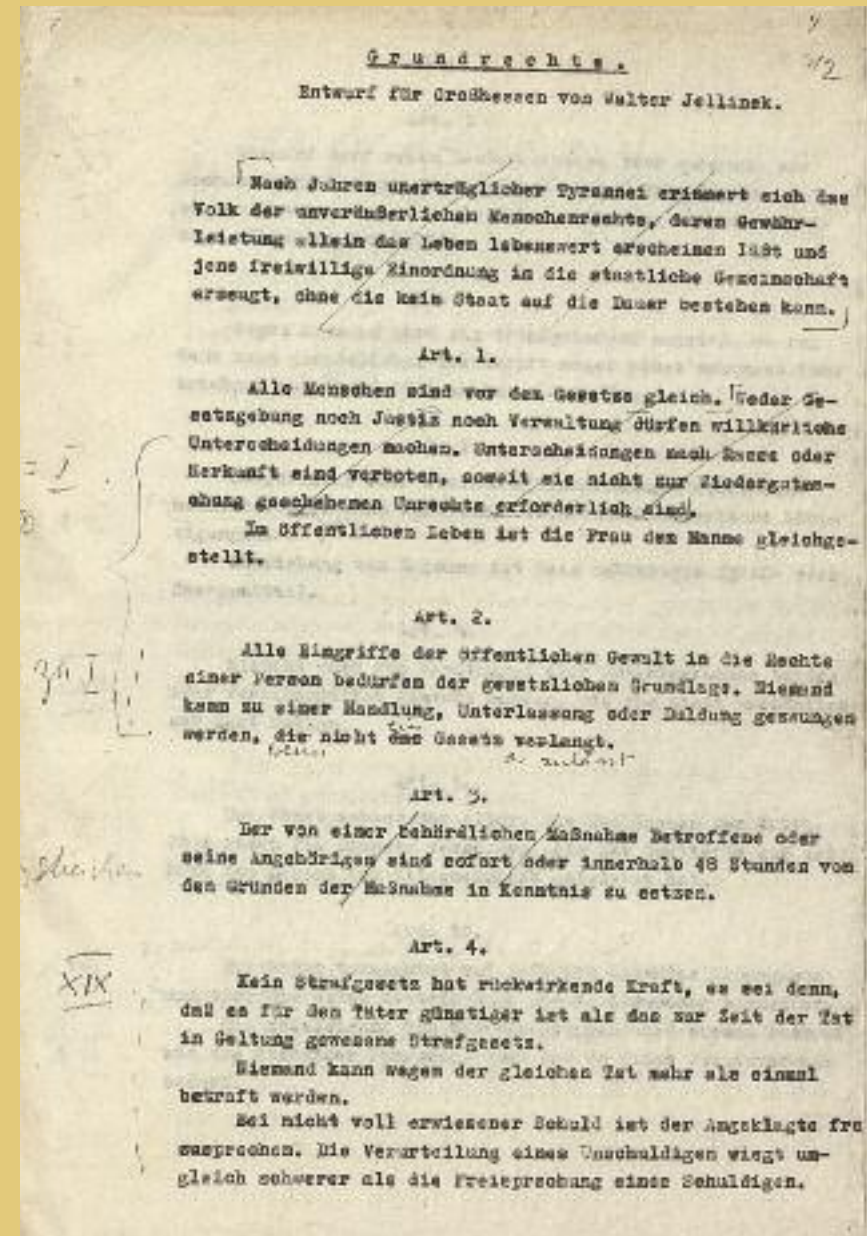 42
Grundrechte.
Entwurf für Großhessen von Walter Jellinek.
Nach Jahren unerträglicher Tyrannei erinnert sich das
Volk der unveräußerlichen Menschenrechte, deren Gewähr-
leistung allein das Leben lebenswert erscheinen läßt und
jene freiwillige Einordnung in die staatliche Gemeinschaft
erzeugt, ohne die kein Staat auf die Dauer bestehen kann.
Art. 1.
Alle Menschen sind vor dem Gesetze gleich. Weder Ge-
setzgebung noch Justiz noch Verwaltung dürfen willkürliche
Unterscheidungen machen. Unterscheidungen nach Rasse oder
= I
Herkunft sind verboten, soweit sie nicht zur Wiedergutma-
chung geschehenen Unrechts erforderlich sind.
Im öffentlichen Leben ist die Frau dem Manne gleichge-
stellt.
Art. 2.
Alle Eingriffe der öffentlichen Gewalt in die Rechte
zu I
einer Person bedürfen der gesetzlichen Grundlage. Niemand
kann zu einer Handlung, Unterlassung oder Duldung gezwungen
werden, die nicht das Gesetz verlangt.
zuläßt
Art. 3.
Der von einer behördlichen Maßnahme Betroffene oder
seine Angehörigen sind sofort oder innerhalb 48 Stunden von
streichen
den Gründen der Maßnahme in Kenntnis zu setzen.
Art. 4.
XIX
Kein Strafgesetz hat rückwirkende Kraft, es sei denn,
daß es für den Täter günstiger ist als das zur Zeit der Tat
in Geltung gewesene Strafgesetz.
Niemand kann wegen der gleichen Tat mehr als einmal
betraft werden.
Bei nicht voll erwiesener Schuld ist der Angeklagte fre
zusprechen. Die Verurteilung eines Unschuldigen wiegt un-
gleich schwerer als die Freisprechung eines Schuldigen.